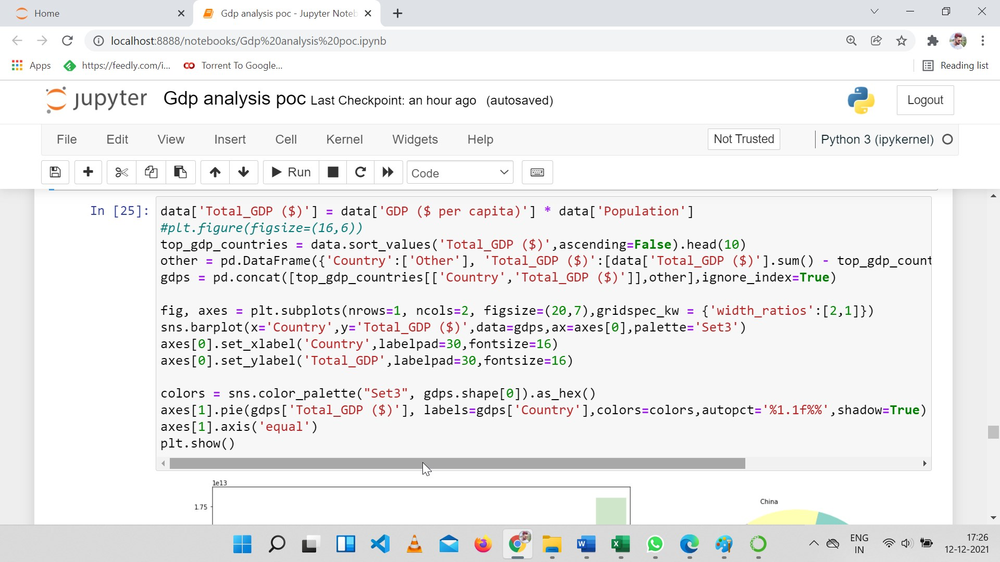 Home
Gdp analysis poc - Jupyter Noteb
localhost:8888/notebooks/Gdp%20analysis%20poc.ipynb
Apps
https://feedly.com/i...
Torrent To Google...
Reading list
jupyter
Gdp analysis poc Last Checkpoint: an hour ago (autosaved)
Logout
File Edit View Insert Cell Kernel Widgets Help
Not Trusted
Python 3 (ipykernel)
Run
Code
In [25]:
data['Total_GDP ($)'] = data['GDP ($ per capita)'] * data['Population']
#plt.figure(figsize=(16,6))
top_gdp_countries = data.sort_values('Total_GDP ($)',ascending=False).head(10)
other = pd.DataFrame({'Country':['Other'], 'Total_GDP ($)':[data['Total_GDP ($)'].sum() - top_gdp_count
gdps = pd.concat([top_gdp_countries[['Country','Total_GDP ($)']],other],ignore_index=True)
fig, axes = plt.subplots(nrows=1, ncols=2, figsize=(20,7),gridspec_kw = {'width_ratios':[2,1]})
sns.barplot(x='Country',y='Total_GDP ($)',data=gdps,ax=axes[0],palette='Set3')
axes[0].set_xlabel('Country',labelpad=30,fontsize=16)
axes[0].set_ylabel('Total_GDP',labelpad=30,fontsize=16)
colors = sns.color_palette("Set3", gdps.shape[0]).as_hex()
axes[1].pie(gdps['Total_GDP ($)'], labels=gdps['Country'],colors=colors,autopct='%1.1f%%',shadow=True)
axes[1].axis('equal')
plt.show()
1e13
1.75
China
ENG
IN
17:26
12-12-2021